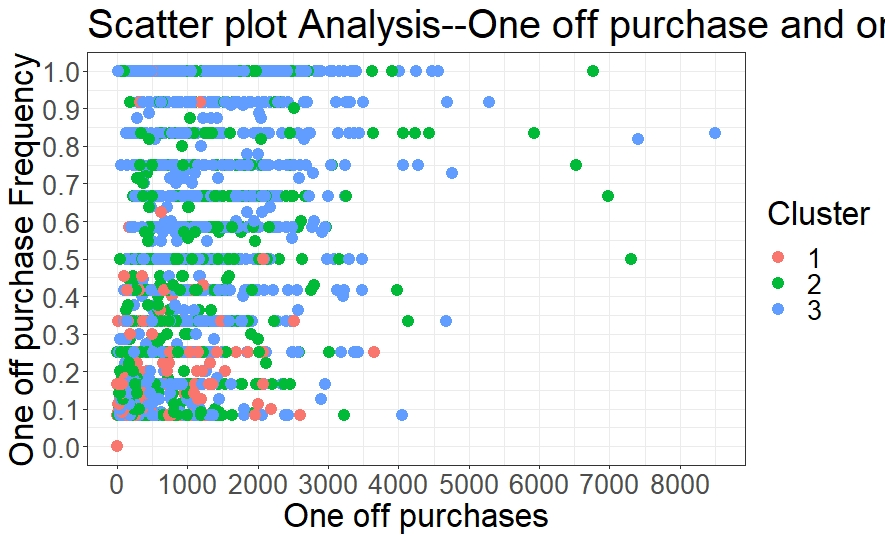 Scatter plot Analysis--One off purchase and
One off purchase Frequency
1.0
0.9
0.8
0.7
0.6
0.5
0.4
0.3
0.2
0.1
0.0
0 1000 2000 3000 4000 5000 6000 7000 8000
One off purchases
Cluster
1
2
3